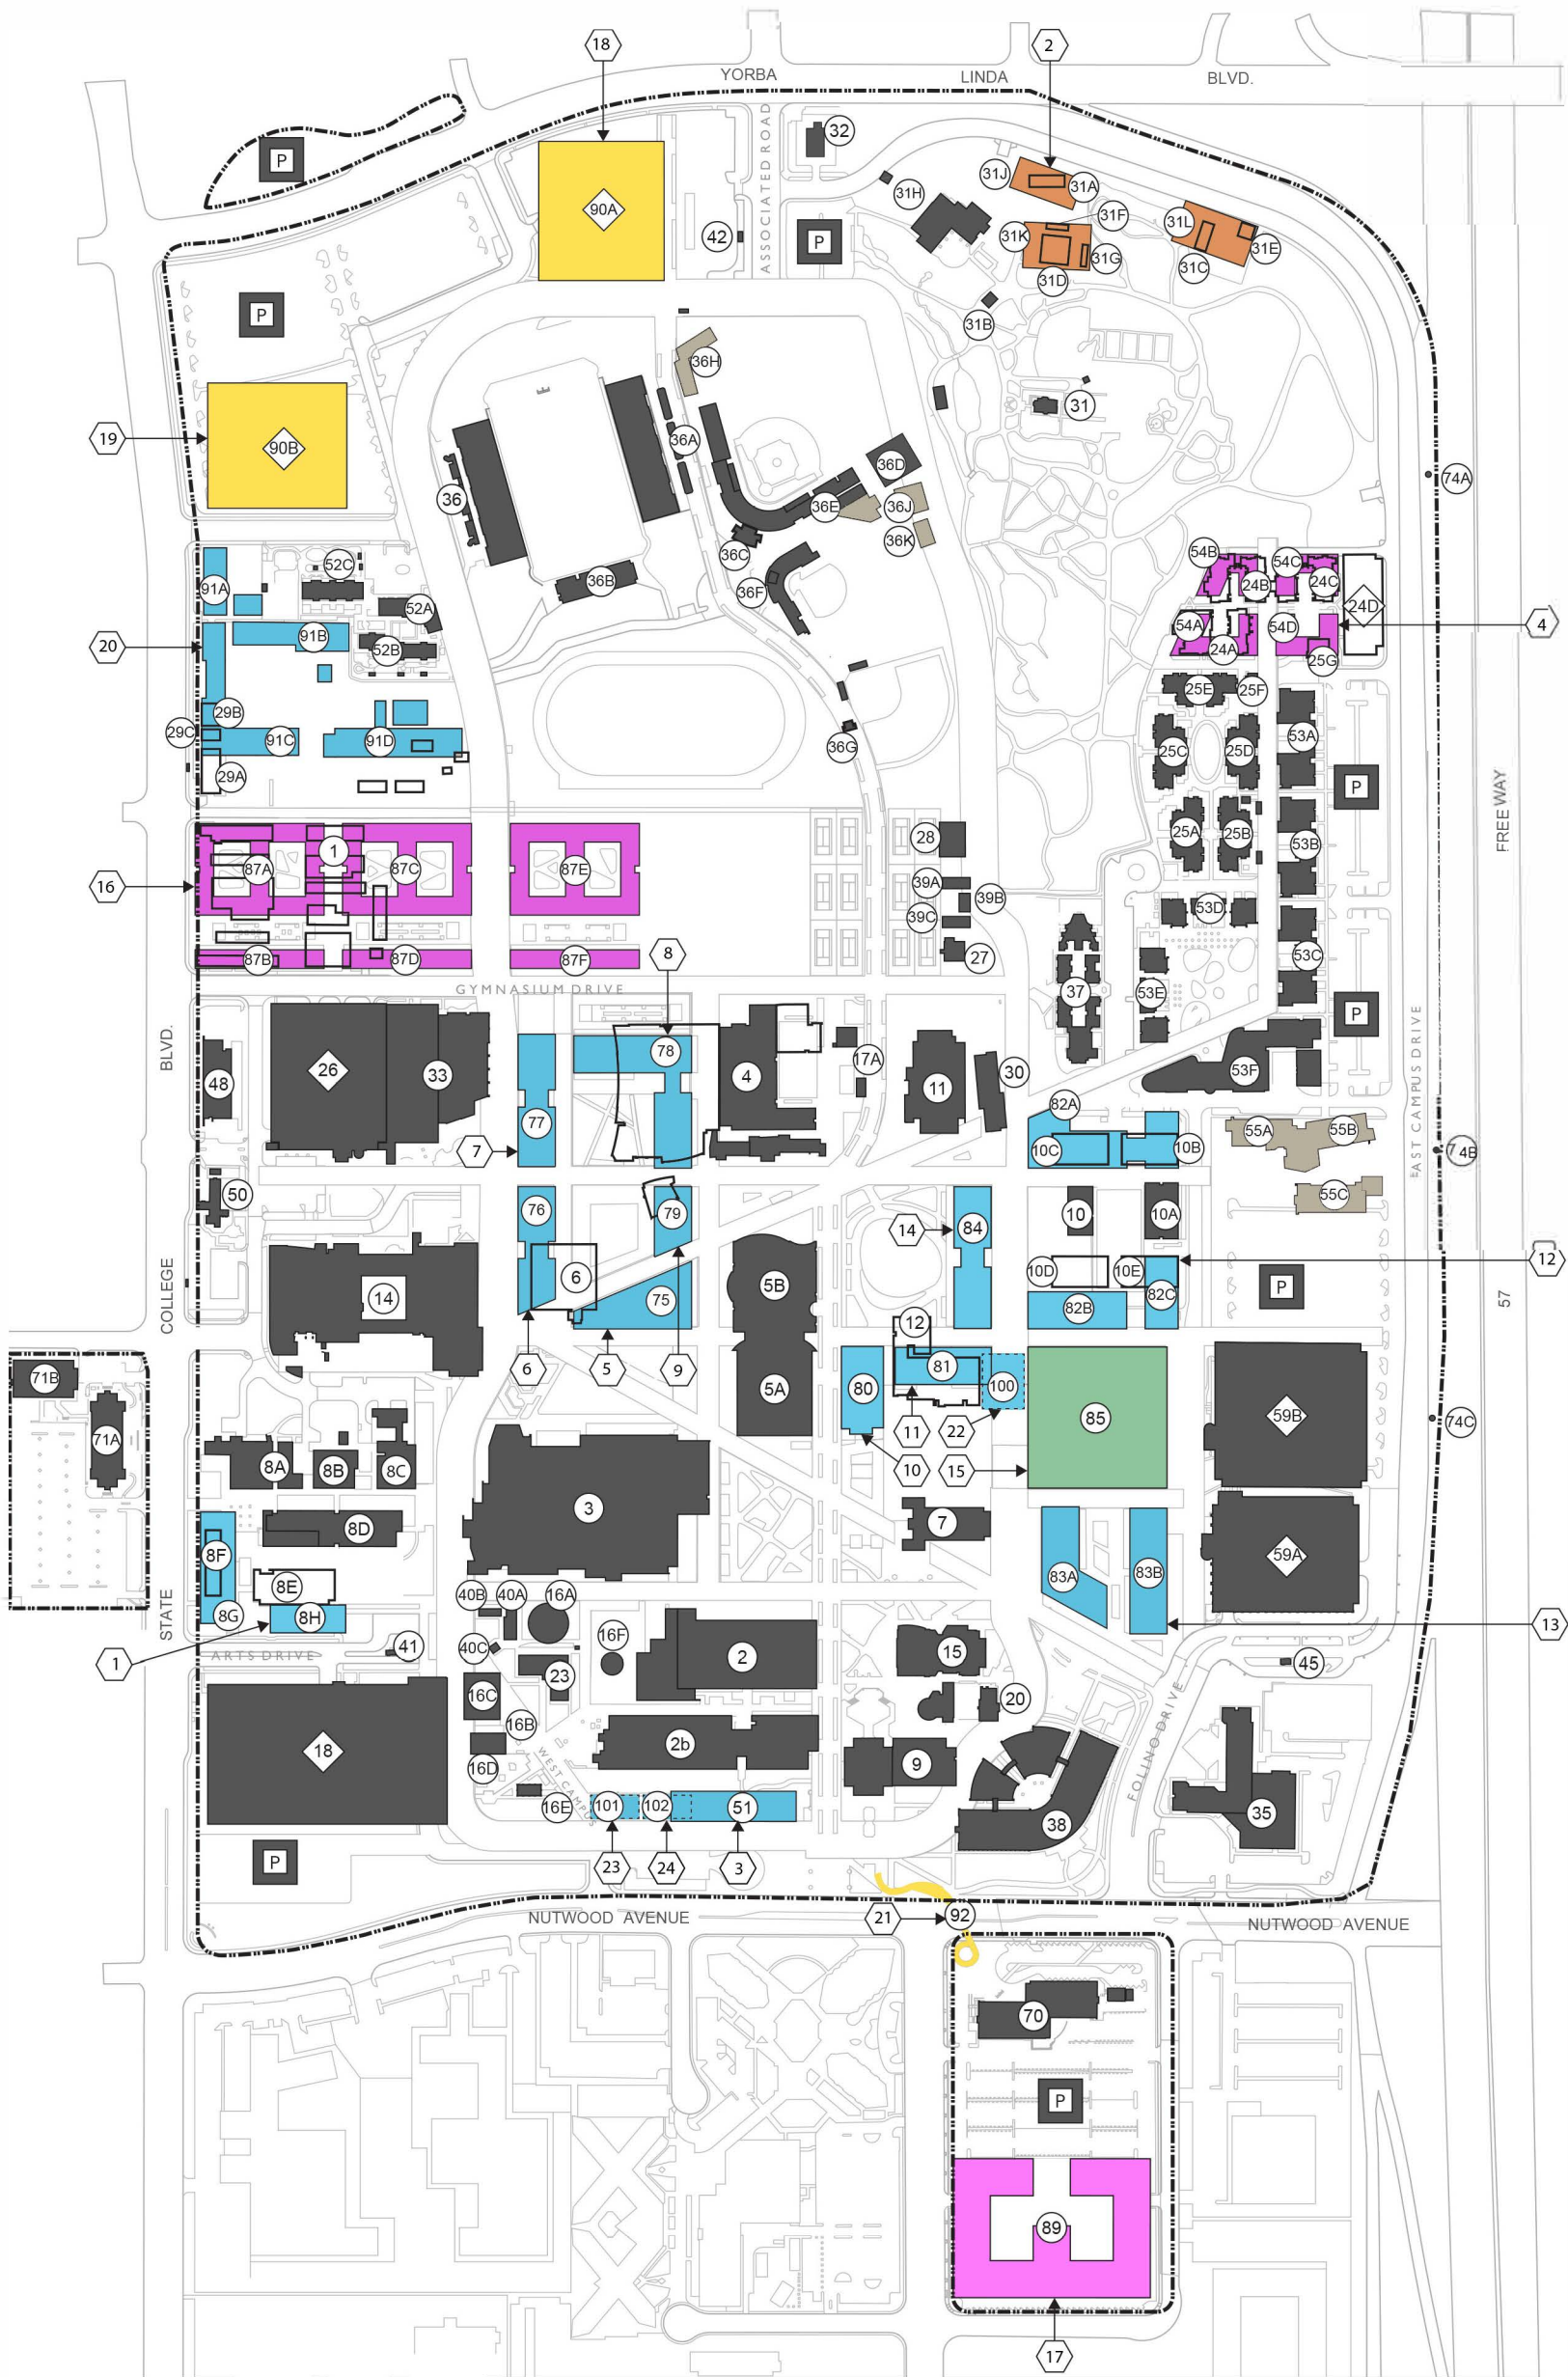 18
2
YORBA
LINDA
BLVD.
ASSOCIATED ROAD
32
P
31J
31A
31H
90A
31F
31L
42
P
31K
31G
31E
31D
31C
P
31B
36H
31
19
90B
36A
36D
74A
36
36E
36J
36C
36K
54B
54C
52C
36B
24B
24C
91A
36F
24D
52A
54A
54D
4
20
91B
52B
24A
25G
25E
25F
29B
29C
91C
91D
53A
36G
25C
25D
29A
P
FREEWAY
28
25A
25B
53B
1
87A
87C
87E
16
39A
39B
39C
53D
87B
87D
87F
8
27
53C
GYMNASIUM DRIVE
37
53E
P
EAST CAMPUS DRIVE
BLVD.
78
17A
48
26
33
4
11
30
53F
77
82A
7
10C
10B
55A
55B
74B
50
76
79
14
84
10
10A
55C
COLLEGE
6
5B
10D
10E
12
14
75
82B
82C
P
57
12
71B
6
5
9
81
5A
80
100
85
59B
71A
11
22
74C
8A
8B
8C
10
15
3
8D
7
8F
59A
8E
83A
83B
40B
40A
16A
STATE
8G
8H
13
1
41
16F
ARTS DRIVE
40C
2
15
45
23
16C
20
16B
FOLINO DRIVE
18
2b
WEST CAMPUS
16D
9
16E
101
102
51
35
38
P
23
24
3
NUTWOOD AVENUE
21
92
NUTWOOD AVENUE
70
P
89
17